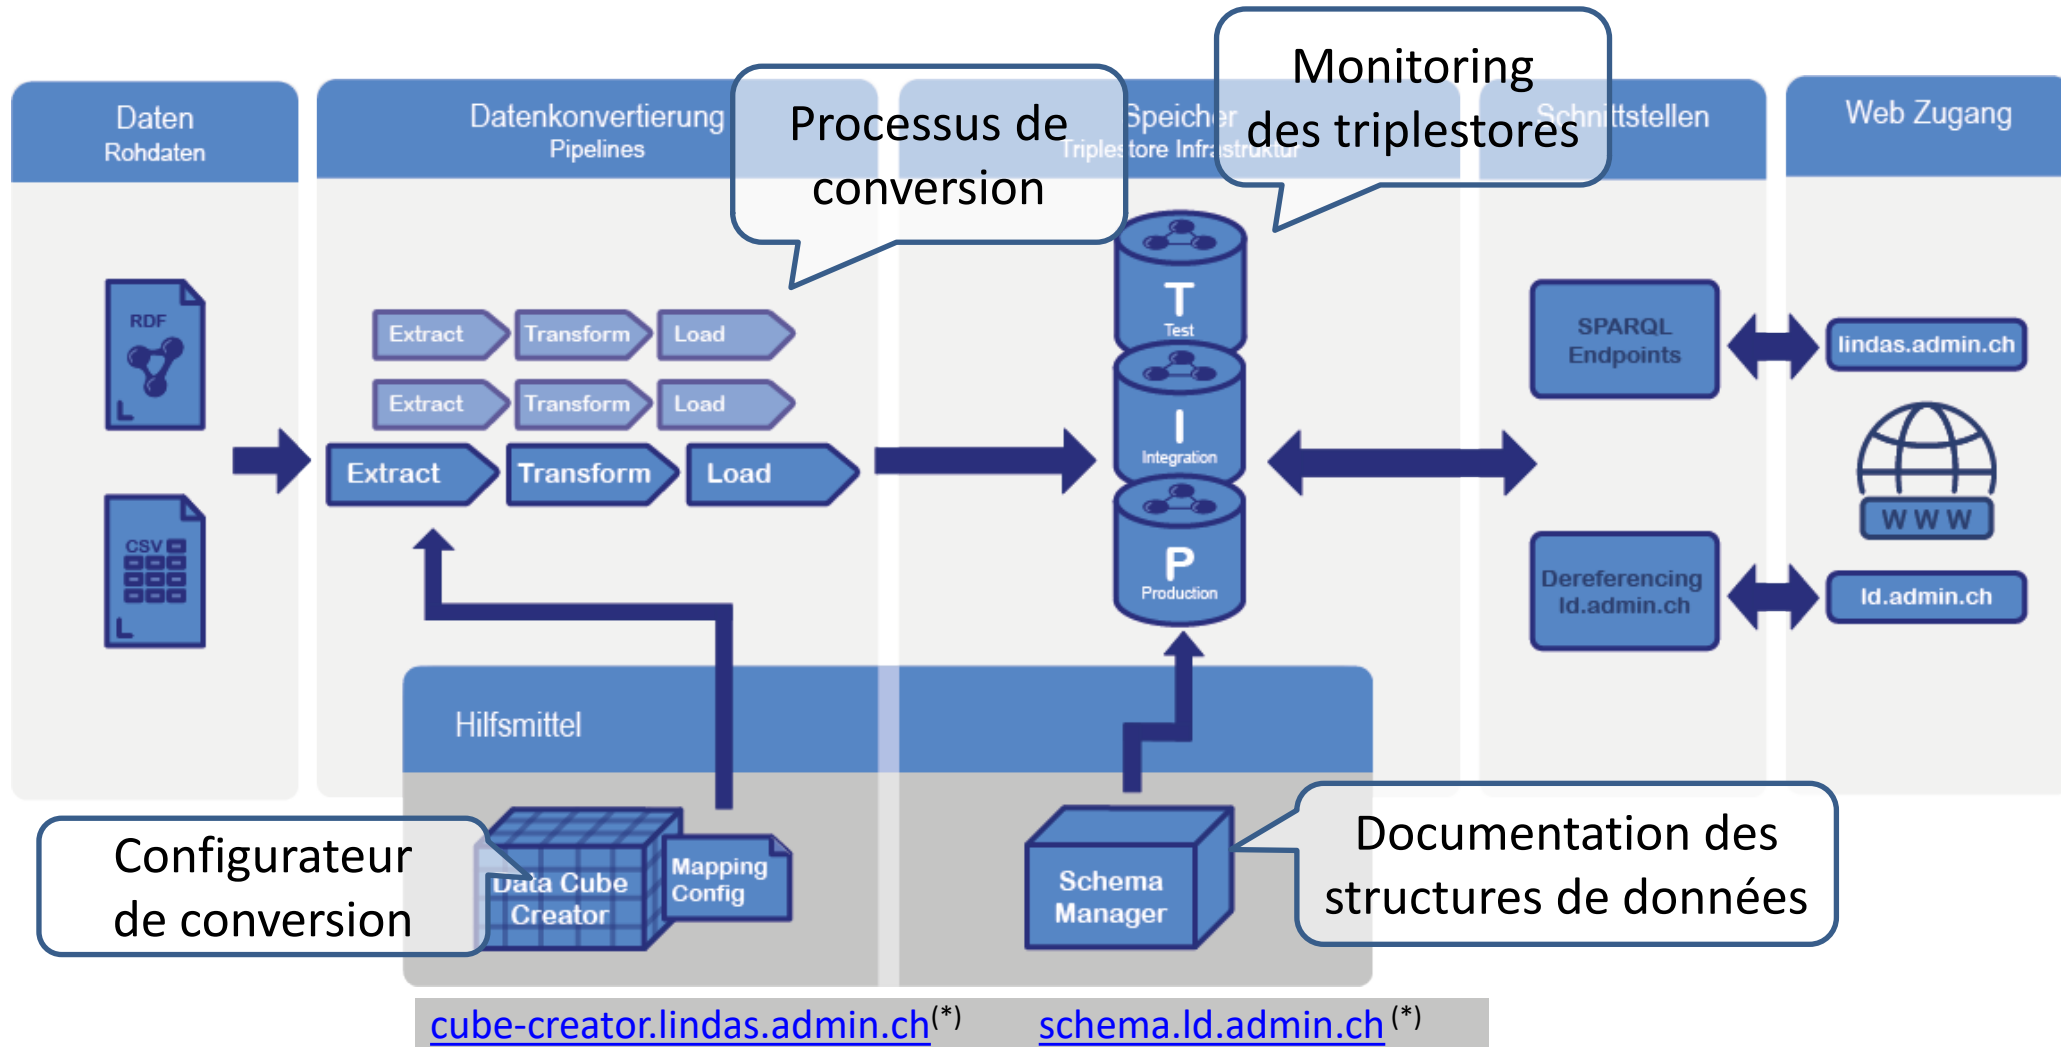 Daten
Rohdaten
Datenkonvertierung
Pipelines
Processus de
conversion
Speicher
Triplestore Infrastruktur
Monitoring
des triplestores
Schnittstellen
Web Zugang
RDF
CSV
Extract
Transform
Load
Extract
Transform
Load
Extract
Transform
Load
T
Test
I
Integration
P
Production
SPARQL
Endpoints
lindas.admin.ch
WWW
Dereferencing
ld.admin.ch
ld.admin.ch
Hilfsmittel
Configurateur
de conversion
Data Cube
Creator
Mapping
Config
Schema
Manager
Documentation des
structures de données
cube-creator.lindas.admin.ch(*)
schema.ld.admin.ch (*)